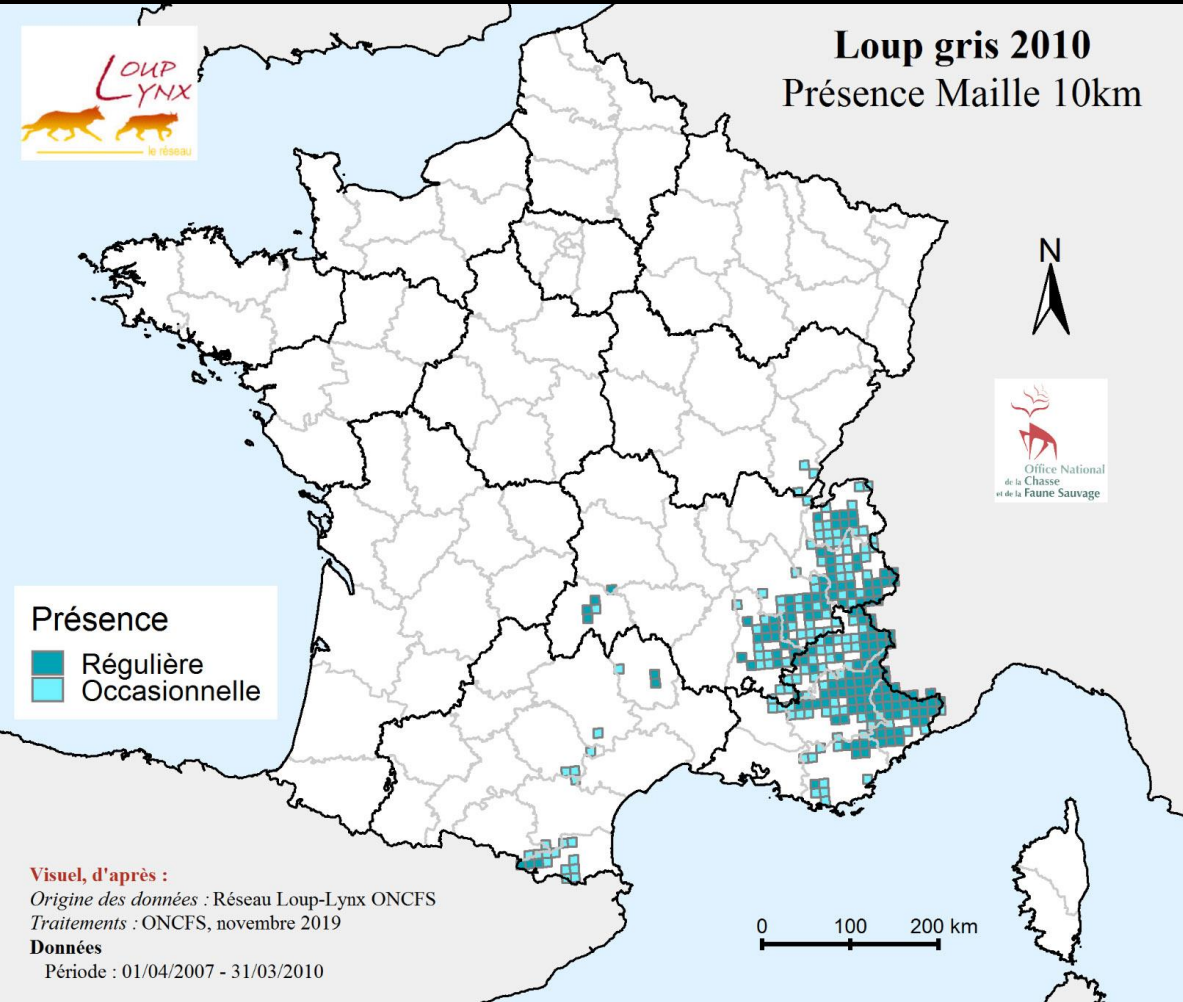 LOUP
LYNX
le réseau
Loup gris 2010
Présence Maille 10km
N
Office National
de la Chasse
et de la Faune Sauvage
Présence
Régulière
Occasionnelle
Visuel, d'après :
Origine des données : Réseau Loup-Lynx ONCFS
Traitements : ONCFS, novembre 2019
Données
Période : 01/04/2007 - 31/03/2010
0 100 200 km